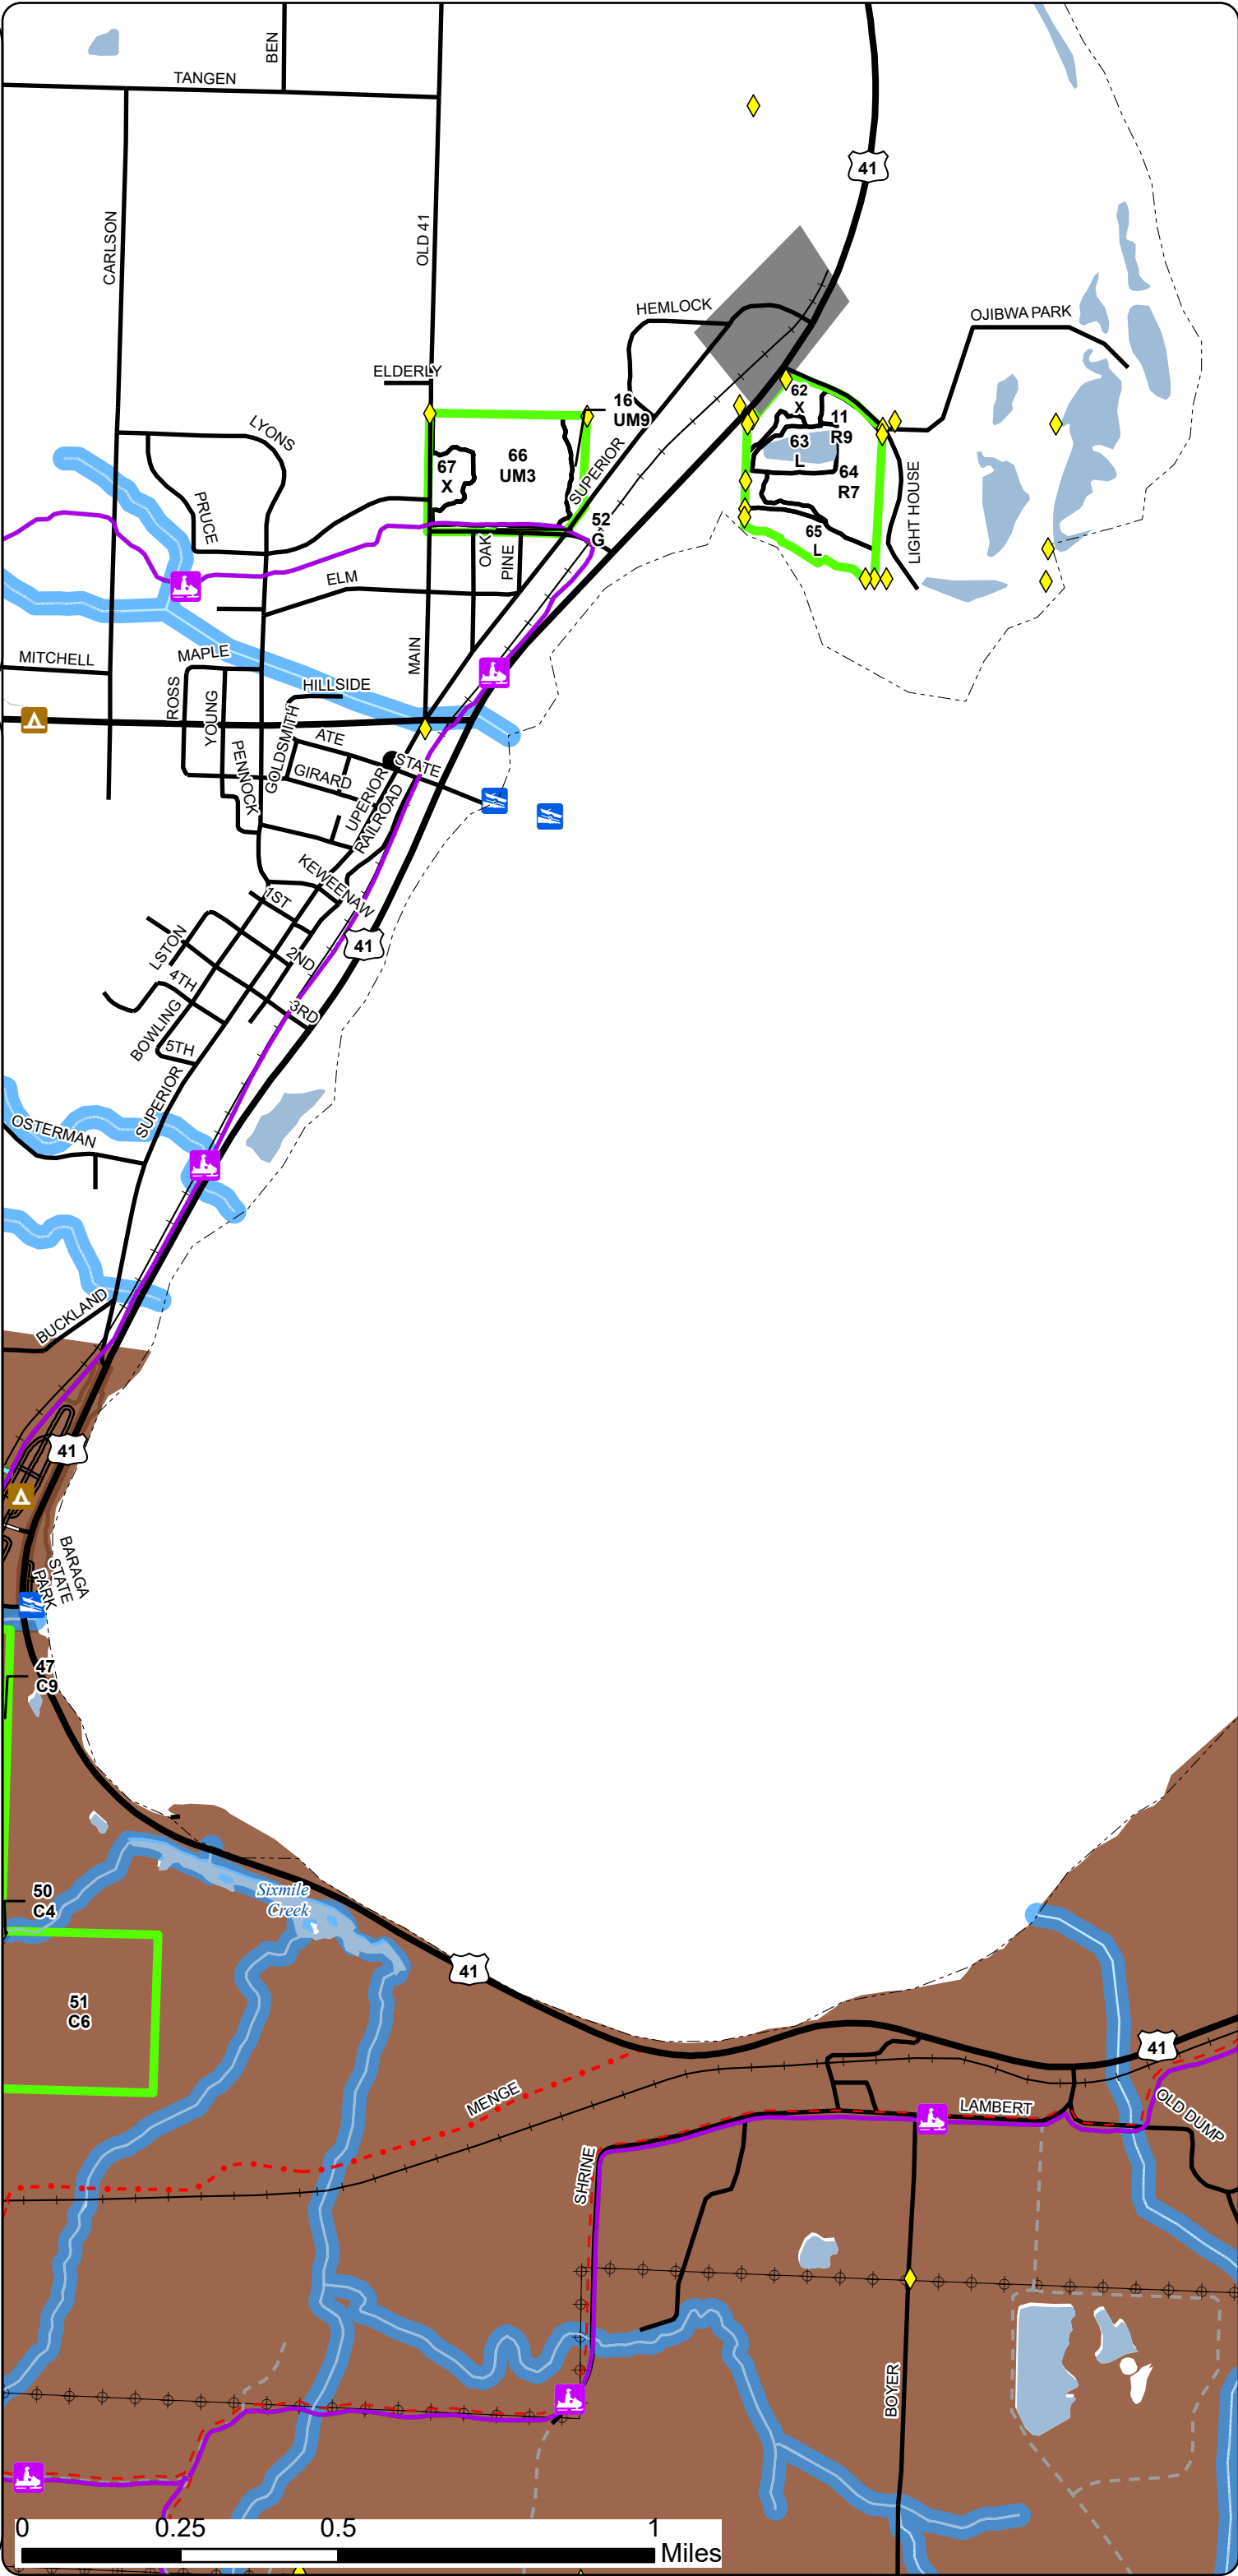 BEN
TANGEN
41
CARLSON
OLD 41
HEMLOCK
OJIBWA PARK
ELDERLY
62
X
16
UM9
11
R9
LYONS
63
L
66
UM3
67
X
SUPERIOR
64
R7
PRUCE
LIGHT HOUSE
52
G
65
L
OAK
PINE
ELM
MAIN
MAPLE
MITCHELL
ROSS
HILLSIDE
YOUNG
GOLDSMITH
ATE
PENNOCK
STATE
GIRARD
UPERIOR
RAILROAD
KEWEENAW
1ST
41
LSTON
2ND
4TH
3RD
BOWLING
5TH
SUPERIOR
OSTERMAN
BUCKLAND
41
BARAGA
STATE
PARK
47
C9
50
C4
Sixmile
Creek
41
51
C6
41
MENGE
LAMBERT
OLD DUMP
SHRINE
BOYER
0 0.25 0.5 1
Miles